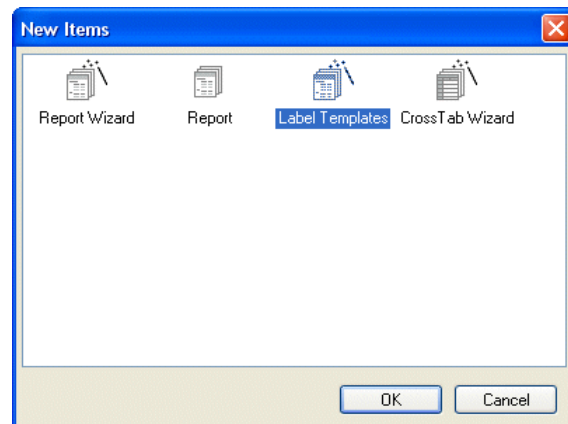 New Items
Report Wizard Report Label Templates CrossTab Wizard
OK Cancel